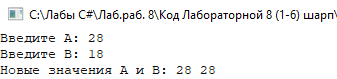 C:\Лабы C#\Лаб.раб. 8\Код Лабораторной 8 (1-6) шарп\
Введите A: 28
Введите B: 18
Новые значения A и B: 28 28